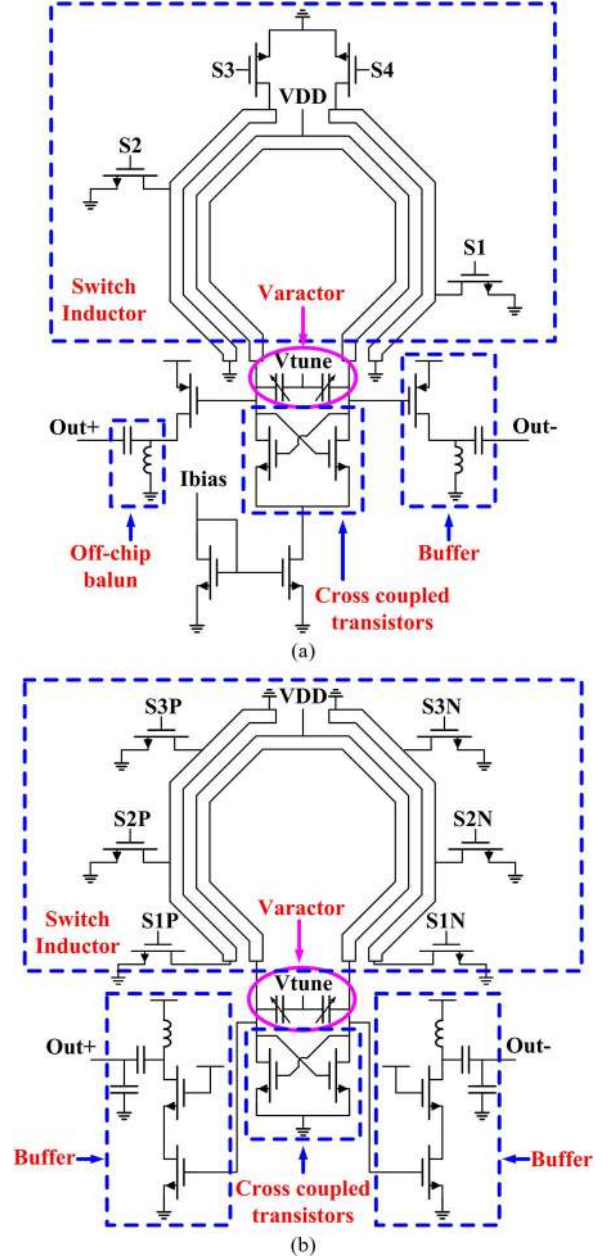 S3
S4
VDD
S2
S1
Switch
Inductor
Varactor
Vtune
Out+
Out-
Ibias
Off-chip
balun
Buffer
Cross coupled
transistors
(a)
VDD
S3P
S3N
S2P
S2N
Switch
Inductor
S1P
Varactor
S1N
Vtune
Out+
Out-
Buffer
Buffer
Cross coupled
transistors
(b)